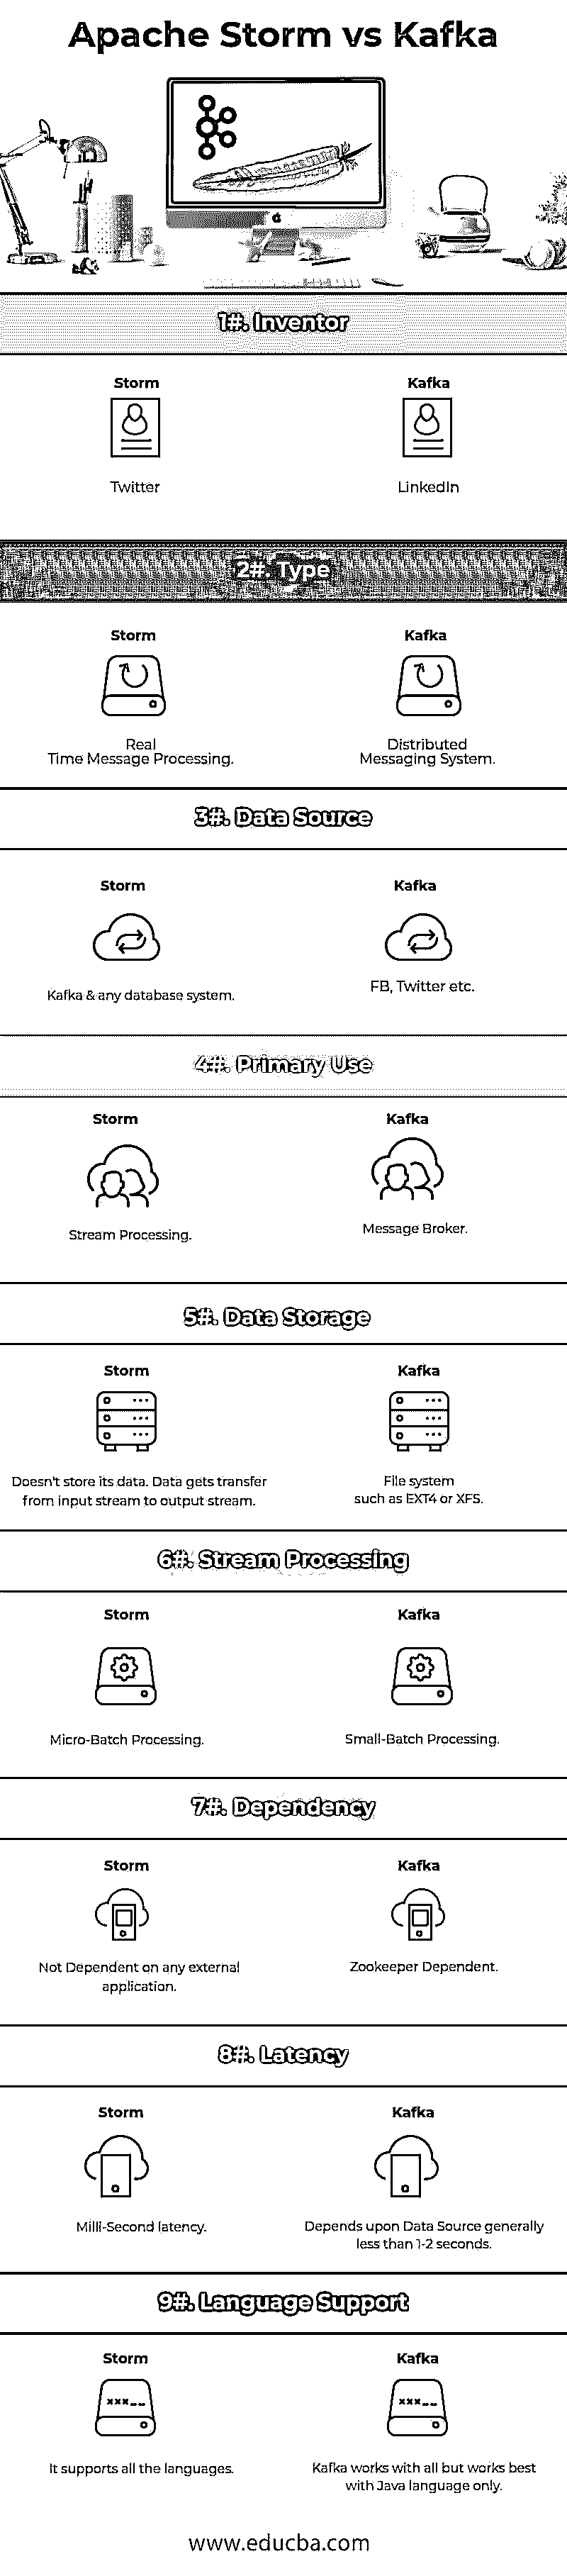 Apache Storm vs Kafka
1#. Inventor
Storm
Kafka
Twitter
LinkedIn
2#. Type
Storm
Kafka
Real
Time Message Processing.
Distributed
Messaging System.
3#. Data Source
Storm
Kafka
Kafka & any database system.
FB, Twitter etc.
4#. Primary Use
Storm
Kafka
Stream Processing.
Message Broker.
5#. Data Storage
Storm
Kafka
Doesn't store its data. Data gets transfer
from input stream to output stream.
File system
such as EXT4 or XFS.
6#. Stream Processing
Storm
Kafka
Micro-Batch Processing.
Small-Batch Processing.
7#. Dependency
Storm
Kafka
Not Dependent on any external
application.
Zookeeper Dependent.
8#. Latency
Storm
Kafka
Milli-Second latency.
Depends upon Data Source generally
less than 1-2 seconds.
9#. Language Support
Storm
Kafka
xxx__
xxx__
It supports all the languages.
Kafka works with all but works best
with Java language only.
www.educba.com